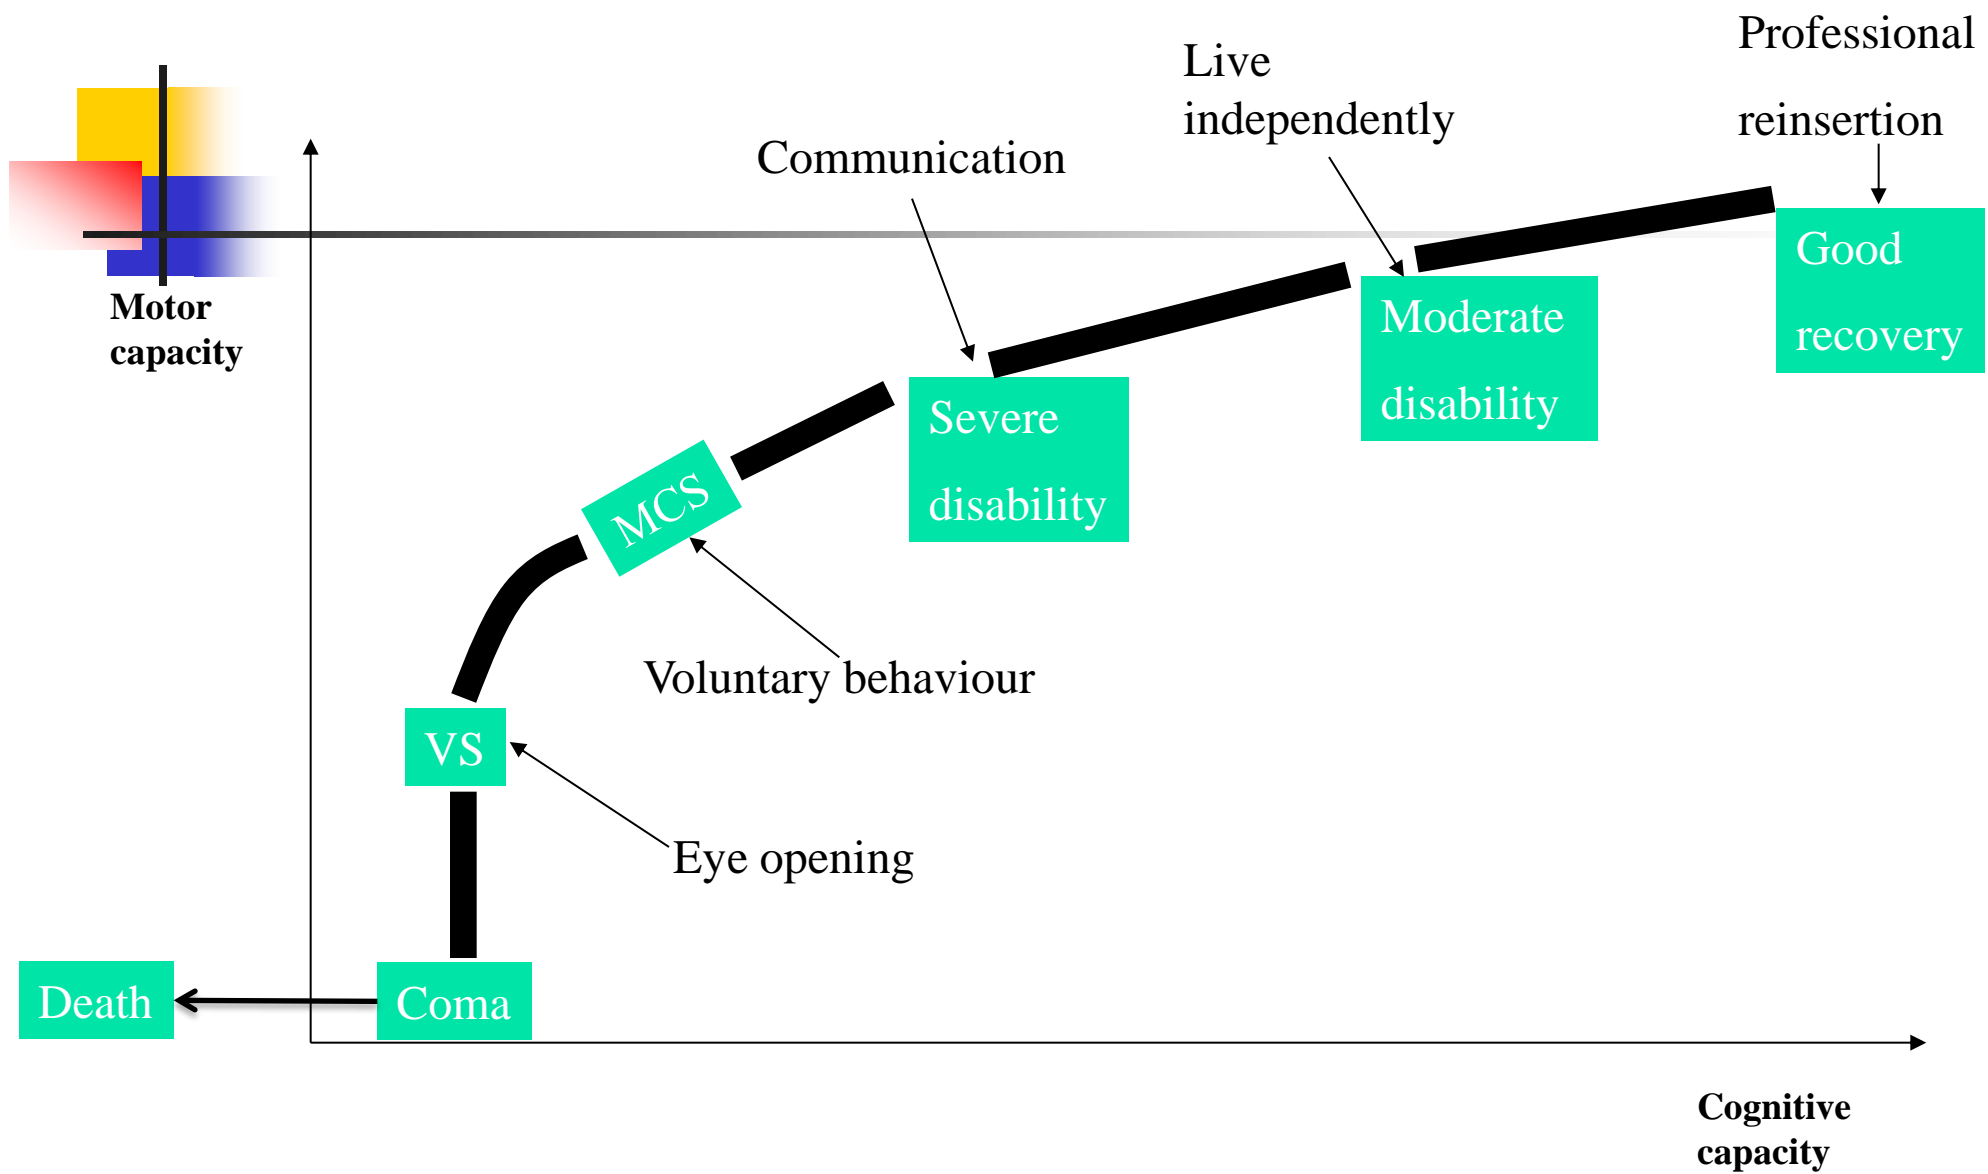 Professional
reinsertion
Live
independently
Communication
Good
recovery
Motor
capacity
Moderate
disability
Severe
disability
MCS
Voluntary behaviour
VS
Eye opening
Death
Coma
Cognitive
capacity